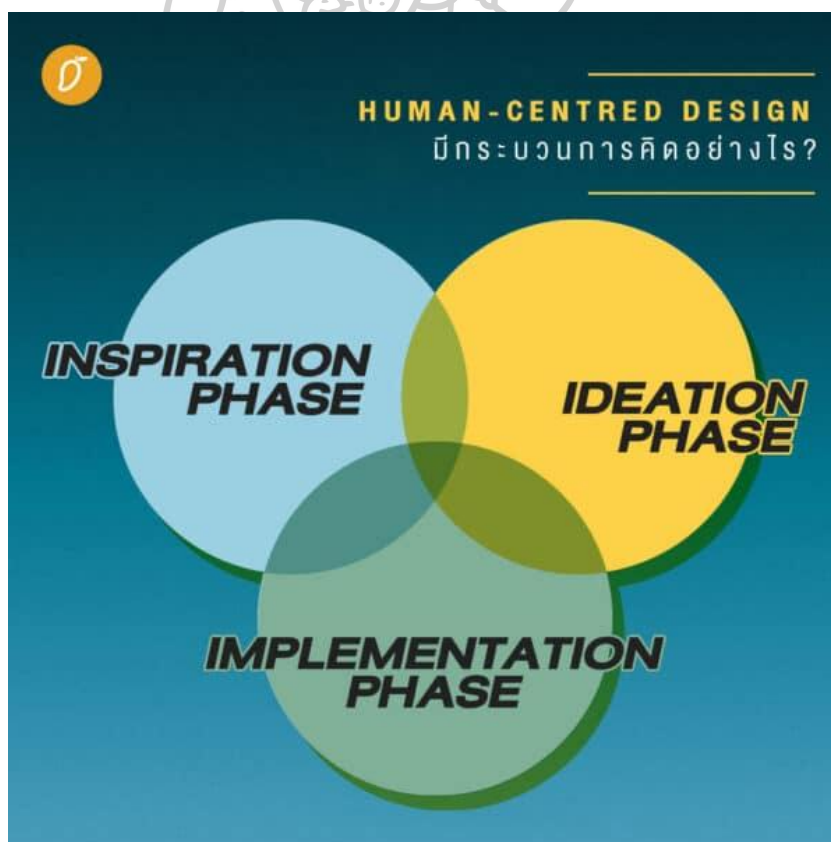 HUMAN-CENTRED DESIGN
มีกระบวนการคิดอย่างไร?
INSPIRATION
PHASE
IDEATION
PHASE
IMPLEMENTATION
PHASE